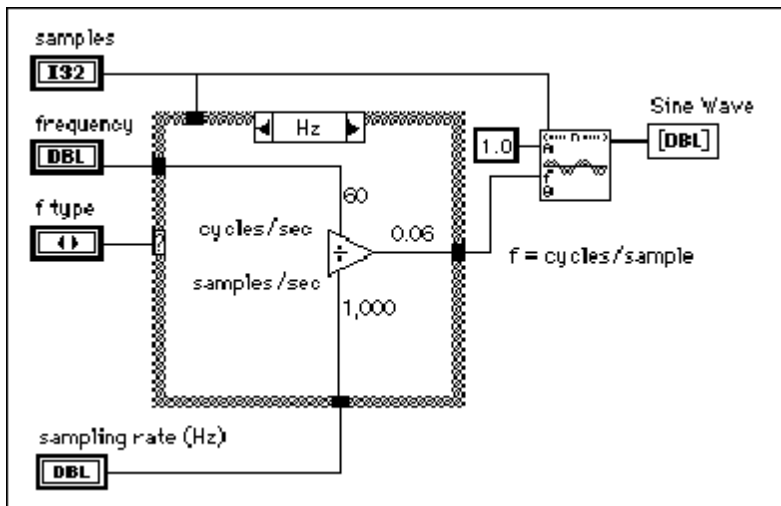 samples
I32
frequency
DBL
f type
?
Hz
60
cycles/sec
÷
0.06
samples/sec
1,000
sampling rate (Hz)
DBL
1.0
n
A
f
θ
Sine Wave
[DBL]
f = cycles/sample